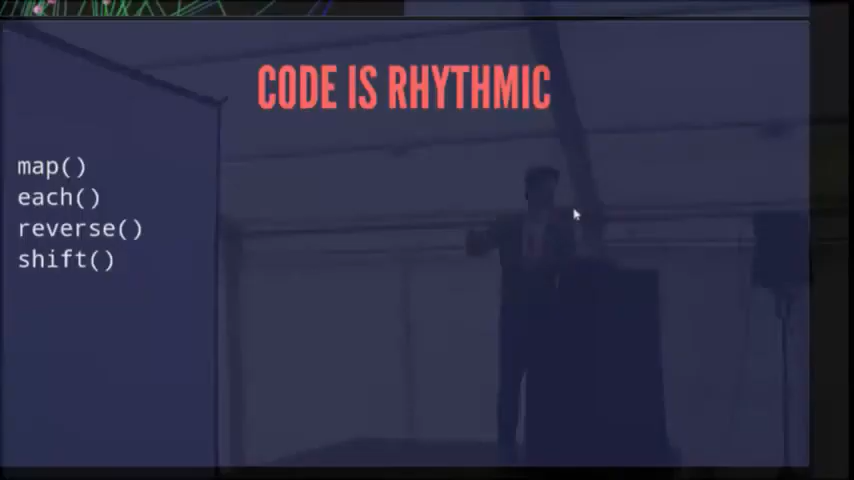 CODE IS RHYTHMIC
map()
each()
reverse()
shift()